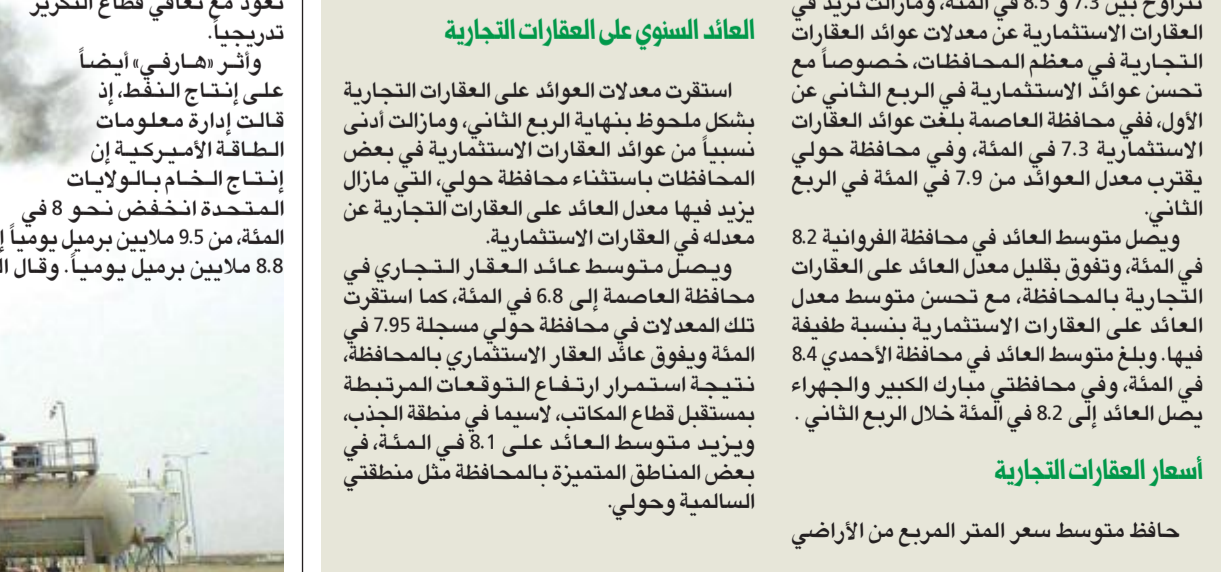 تتراوح بين 7.3 و 8.5 في المئة، ومازالت تزيد في
العقارات الاستثمارية عن معدلات عوائد العقارات
التجارية في معظم المحافظات، خصوصاً مع
تحسن عوائد الاستثمارية في الربع الثاني عن
الأول، ففي محافظة العاصمة بلغت عوائد العقارات
الاستثمارية 7.3 في المئة، وفي محافظة حولي
يقترب معدل العوائد من 7.9 في المئة في الربع
الثاني.
ويصل متوسط العائد في محافظة الفروانية 8.2
في المئة، وتفوق بقليل معدل العائد على العقارات
التجارية بالمحافظة، مع تحسن متوسط معدل
العائد على العقارات الاستثمارية بنسبة طفيفة
فيها. وبلغ متوسط العائد في محافظة الأحمدي 8.4
في المئة، وفي محافظتي مبارك الكبير والجهراء
يصل العائد إلى 8.2 في المئة خلال الربع الثاني .
أسعار العقارات التجارية
حافظ متوسط سعر المتر المربع من الأراضي
العائد السنوي على العقارات التجارية
استقرت معدلات العوائد على العقارات التجارية
بشكل ملحوظ بنهاية الربع الثاني، ومازالت أدنى
نسبياً من عوائد العقارات الاستثمارية في بعض
المحافظات باستثناء محافظة حولي، التي مازال
يزيد فيها معدل العائد على العقارات التجارية عن
معدله في العقارات الاستثمارية.
ويصل متوسط عائد العقار التجاري في
محافظة العاصمة إلى 6.8 في المئة، كما استقرت
تلك المعدلات في محافظة حولي مسجلة 7.95 في
المئة ويفوق عائد العقار الاستثماري بالمحافظة،
نتيجة استمرار ارتفاع التوقعات المرتبطة
بمستقبل قطاع المكاتب، لاسيما في منطقة الجذب،
ويزيد متوسط العائد على 8.1 في المئة، في
بعض المناطق المتميزة بالمحافظة مثل منطقتي
السالمية وحولي.
تعود مع تعافي قطاع التكرير
تدريجياً.
وأثر «هارفي» أيضاً
على إنتاج النفط، إذ
قالت إدارة معلومات
الطاقة الأميركية إن
إنتاج الخام بالولايات
المتحدة انخفض نحو 8 في
المئة، من 9.5 ملايين برميل يومياً
8.8 ملايين برميل يومياً. وقال